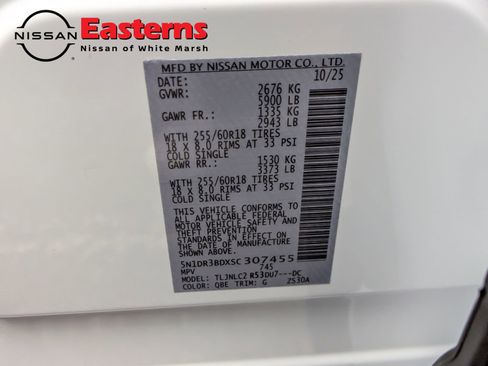 NISSAN
Easterns
Nissan of White Marsh
MFD BY NISSAN MOTOR CO., LTD.
DATE: 10/25
GVWR: 2676 KG
5900 LB
GAWR FR.: 1335 KG
2943 LB
WITH 255/60R18 TIRES
18 X 8.0 RIMS AT 33 PSI
COLD SINGLE
GAWR RR.: 1530 KG
3373 LB
WITH 255/60R18 TIRES
18 X 8.0 RIMS AT 33 PSI
COLD SINGLE
THIS VEHICLE CONFORMS TO
ALL APPLICABLE FEDERAL
MOTOR VEHICLE SAFETY AND
THEFT PREVENTION
STANDARDS IN EFFECT ON
THE DATE OF MANUFACTURE
SHOWN ABOVE.
5N1DR3BDXSC307455
MPV 745
MODEL: TLJNLC2 R53DU7---DC
COLOR: QBE TRIM: G ZS30A